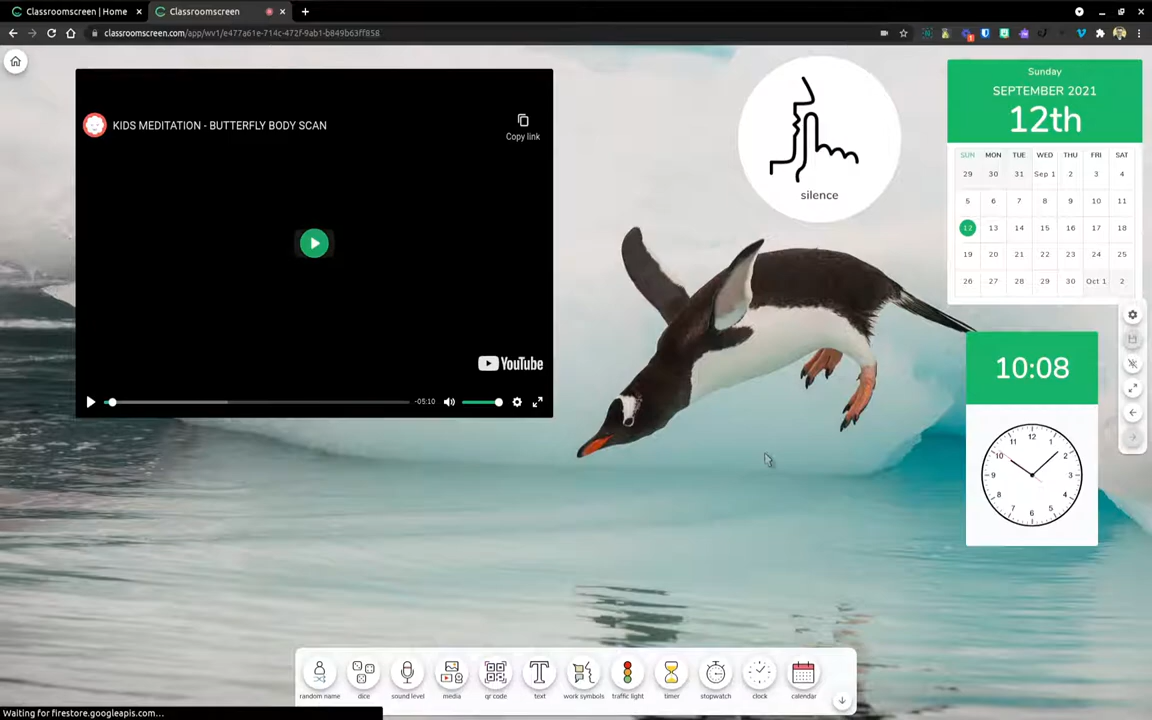 Classroomscreen | Home
Classroomscreen
classroomscreen.com/app/wv1/e477a61e-714c-472f-9ab1-b849b63ff858
KIDS MEDITATION - BUTTERFLY BODY SCAN
Copy link
YouTube
-05:10
silence
Sunday
SEPTEMBER 2021
12th
SUN MON TUE WED THU FRI SAT
29 30 31 Sep 1 2 3 4
5 6 7 8 9 10 11
12 13 14 15 16 17 18
19 20 21 22 23 24 25
26 27 28 29 30 Oct 1 2
10:08
12
11 1
10 2
9 3
8 4
7 5
6
random name dice sound level media qr code text work symbols traffic light timer stopwatch clock calendar
Waiting for firestore.googleapis.com...